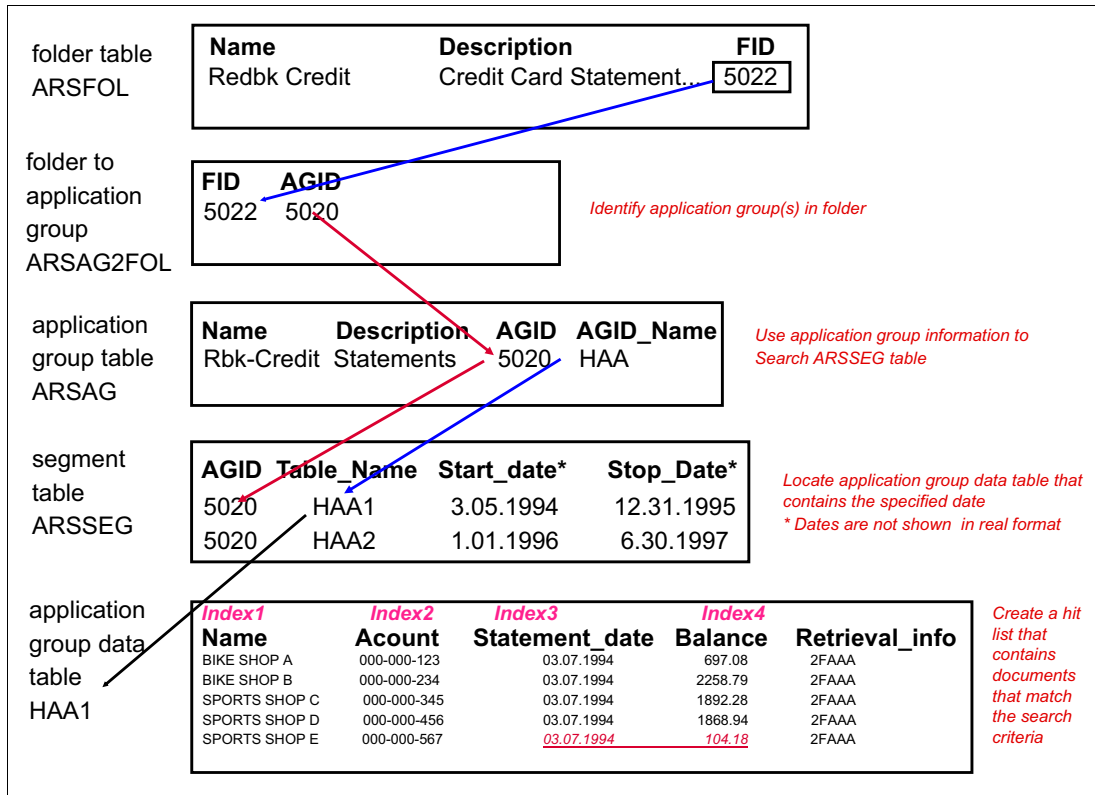 folder table
ARSFOL
Name Description FID
Redbk Credit Credit Card Statement... 5022
folder to
application
group
ARSAG2FOL
FID AGID
5022 5020
Identify application group(s) in folder
application
group table
ARSAG
Name Description AGID AGID_Name
Rbk-Credit Statements 5020 HAA
Use application group information to
Search ARSSEG table
segment
table
ARSSEG
AGID Table_Name Start_date* Stop_Date*
5020 HAA1 3.05.1994 12.31.1995
5020 HAA2 1.01.1996 6.30.1997
Locate application group data table that
contains the specified date
* Dates are not shown in real format
application
group data
table
HAA1
Index1 Index2 Index3 Index4
Name Acount Statement_date Balance Retrieval_info
BIKE SHOP A 000-000-123 03.07.1994 697.08 2FAAA
BIKE SHOP B 000-000-234 03.07.1994 2258.79 2FAAA
SPORTS SHOP C 000-000-345 03.07.1994 1892.28 2FAAA
SPORTS SHOP D 000-000-456 03.07.1994 1868.94 2FAAA
SPORTS SHOP E 000-000-567 03.07.1994 104.18 2FAAA
Create a hit
list that
contains
documents
that match
the search
criteria